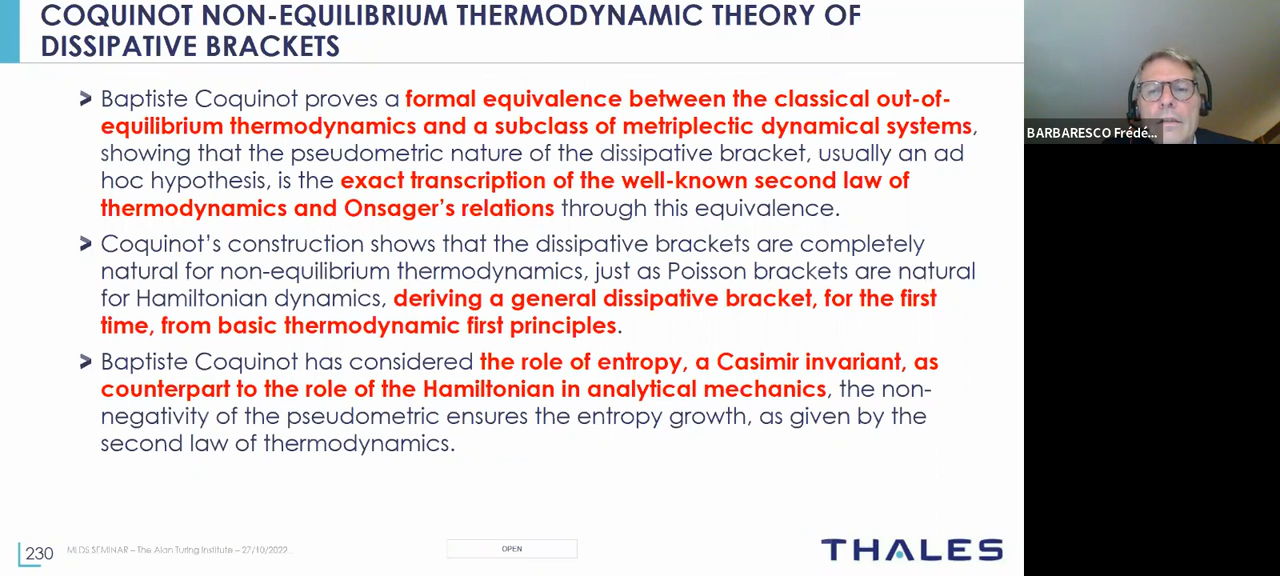 COQUINOT NON-EQUILIBRIUM THERMODYNAMIC THEORY OF
DISSIPATIVE BRACKETS
Baptiste Coquinot proves a formal equivalence between the classical out-of-
equilibrium thermodynamics and a subclass of metriplectic dynamical systems,
showing that the pseudometric nature of the dissipative bracket, usually an ad
hoc hypothesis, is the exact transcription of the well-known second law of
thermodynamics and Onsager's relations through this equivalence.
Coquinot's construction shows that the dissipative brackets are completely
natural for non-equilibrium thermodynamics, just as Poisson brackets are natural
for Hamiltonian dynamics, deriving a general dissipative bracket, for the first
time, from basic thermodynamic first principles.
Baptiste Coquinot has considered the role of entropy, a Casimir invariant, as
counterpart to the role of the Hamiltonian in analytical mechanics, the non-
negativity of the pseudometric ensures the entropy growth, as given by the
second law of thermodynamics.
230
MLDS SEMINAR – The Alan Turing Institute – 27/10/2022
OPEN
THALES
BARBARESCO Frédé...